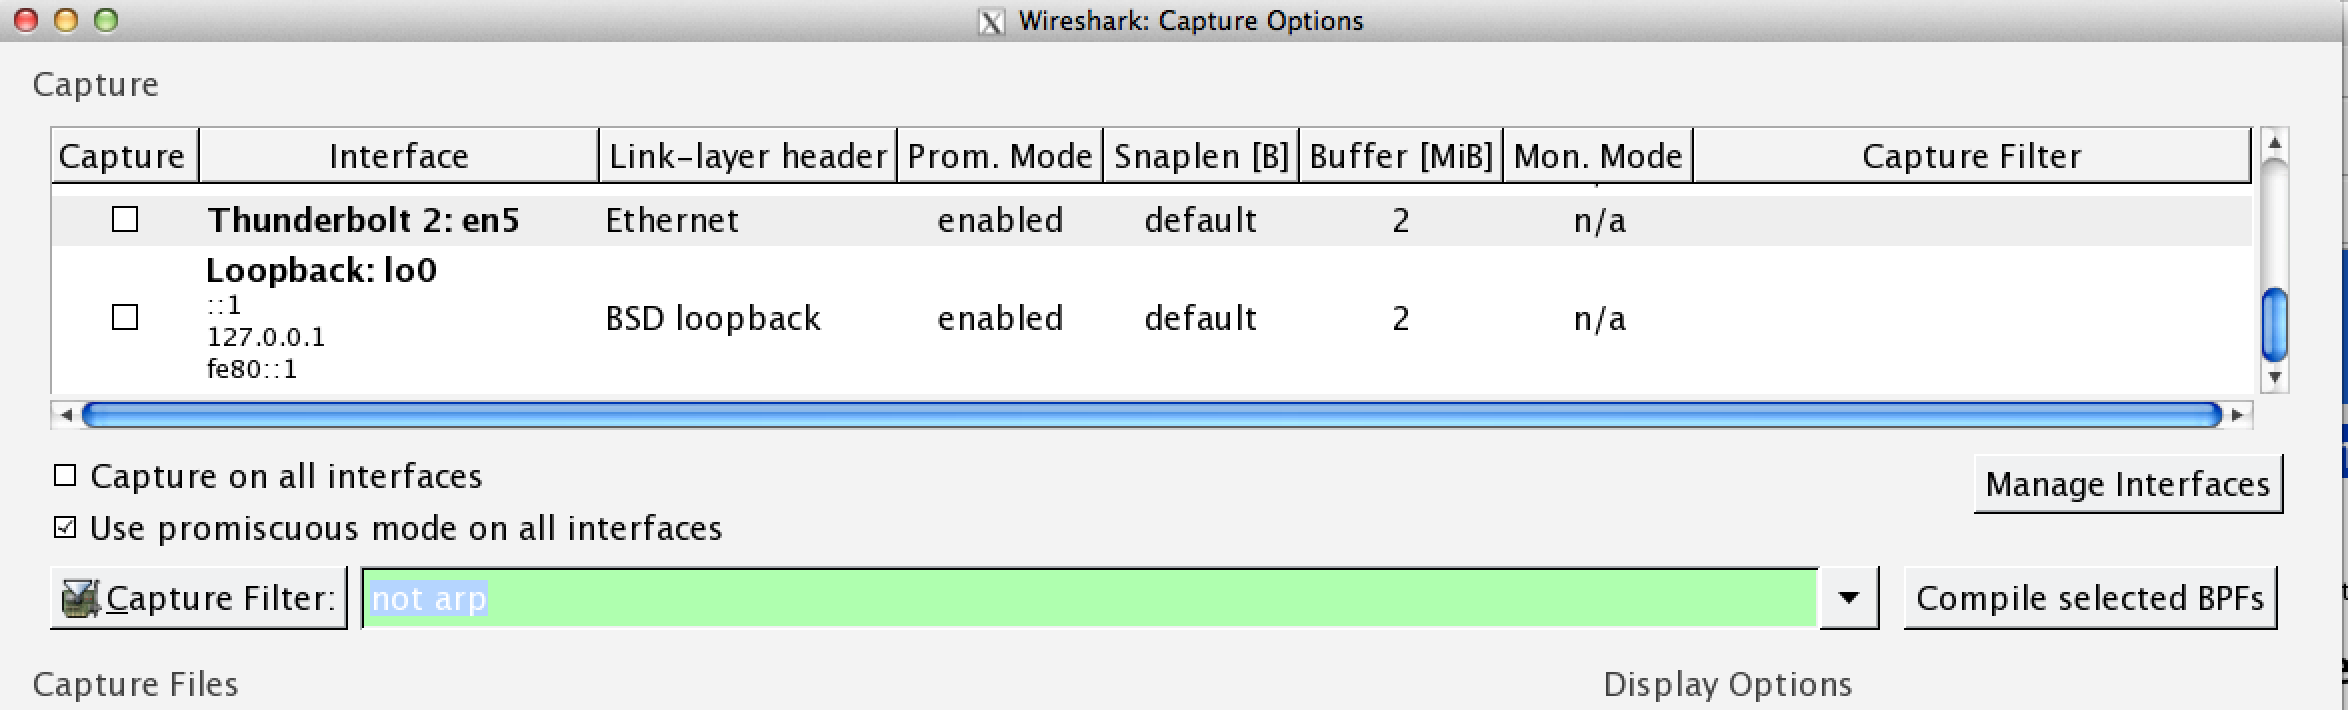 Wireshark: Capture Options
Capture
Capture Interface Link-layer header Prom. Mode Snaplen [B] Buffer [MiB] Mon. Mode Capture Filter
Thunderbolt 2: en5 Ethernet enabled default 2 n/a
Loopback: lo0
::1
127.0.0.1
fe80::1
BSD loopback enabled default 2 n/a
Capture on all interfaces
Manage Interfaces
Use promiscuous mode on all interfaces
Capture Filter: not arp Compile selected BPFs
Capture Files Display Options